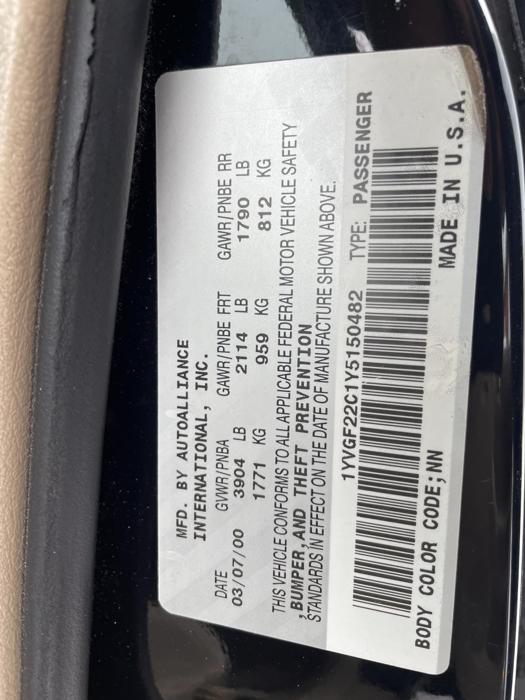 MFD. BY AUTOALLIANCE
INTERNATIONAL, INC.
DATE GVWR/PNBA GAWR/PNBE FRT GAWR/PNBE RR
03/07/00 3904 LB 2114 LB 1790 LB
1771 KG 959 KG 812 KG
THIS VEHICLE CONFORMS TO ALL APPLICABLE FEDERAL MOTOR VEHICLE SAFETY
,BUMPER,AND THEFT PREVENTION
STANDARDS IN EFFECT ON THE DATE OF MANUFACTURE SHOWN ABOVE.
1YVGF22C1Y5150482 TYPE: PASSENGER
BODY COLOR CODE;NN MADE IN U.S.A.